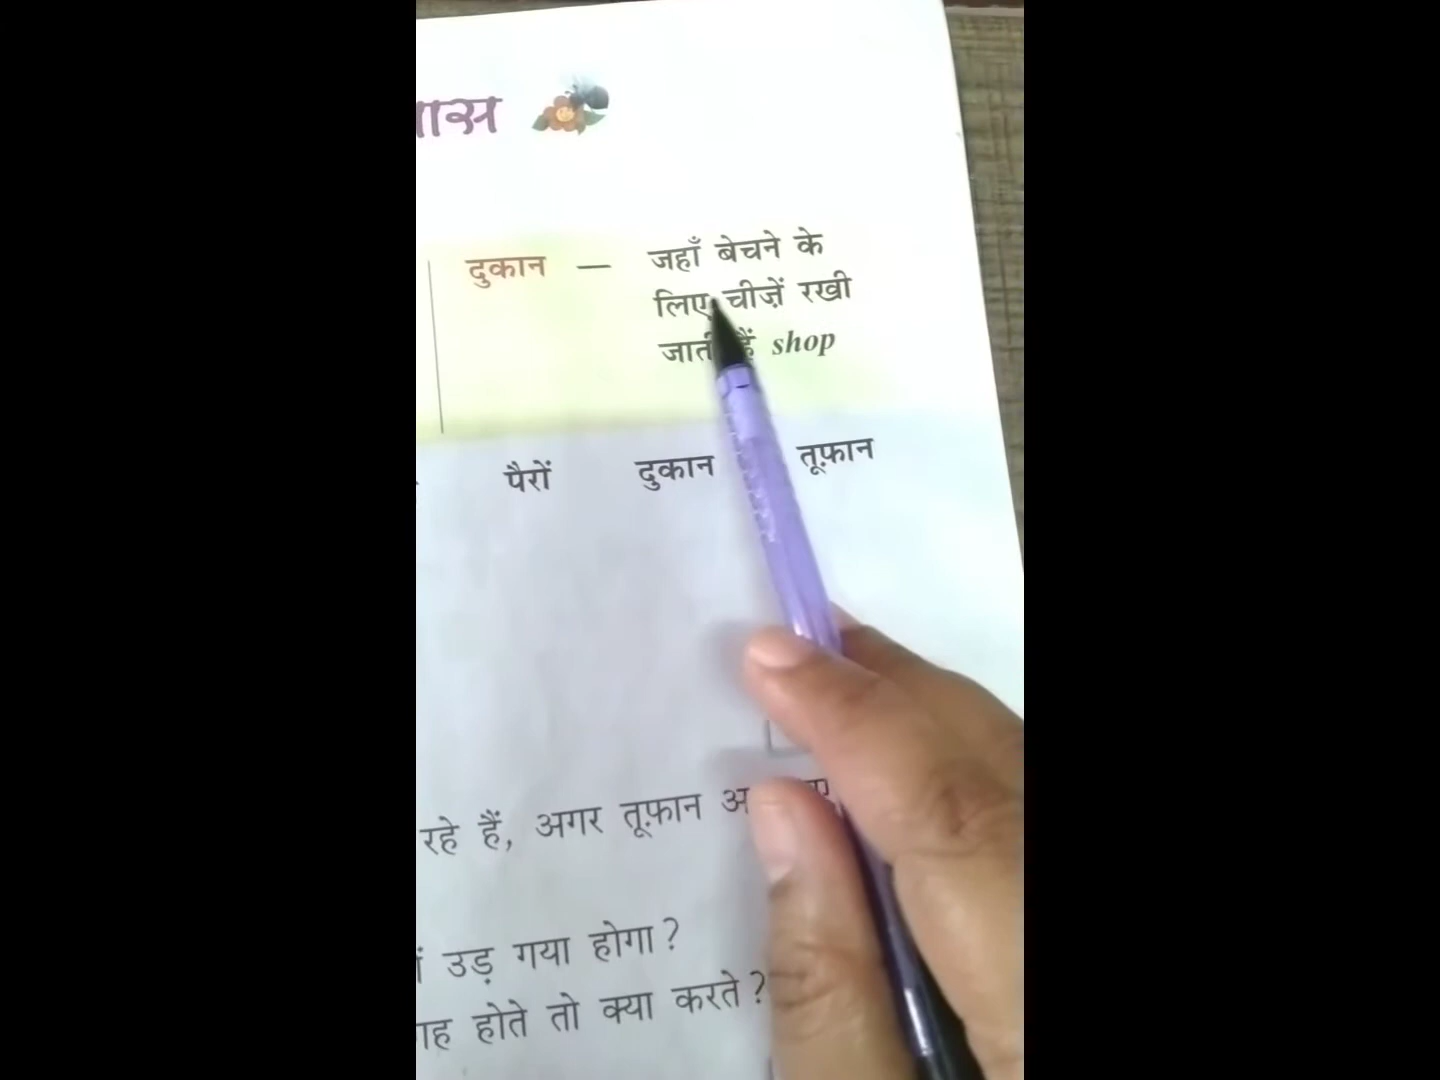 दुकान — जहाँ बेचने के
लिए चीज़ें रखी
जाती हैं shop
पैरों दुकान तूफ़ान
रहे हैं, अगर तूफ़ान
उड़ गया होगा?
होते तो क्या करते?